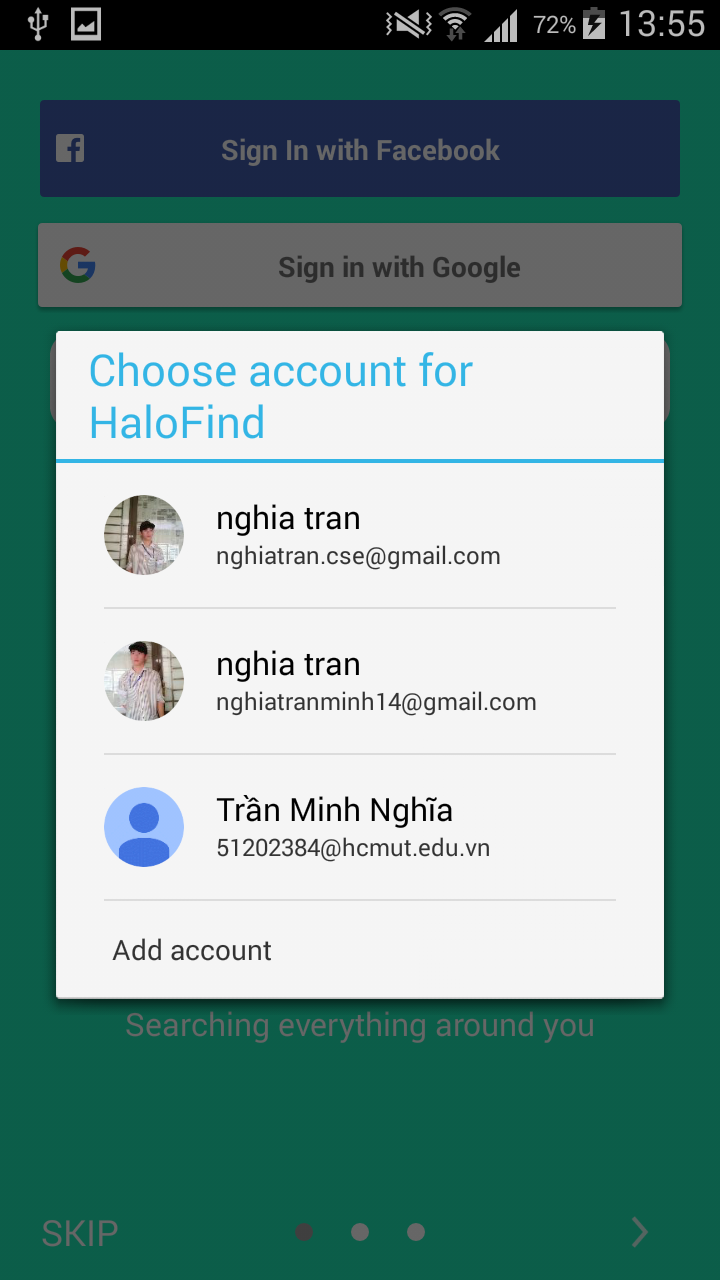 72% 13:55
Sign In with Facebook
Sign in with Google
Choose account for
HaloFind
nghia tran
nghiatran.cse@gmail.com
nghia tran
nghiatranminh14@gmail.com
Trần Minh Nghĩa
51202384@hcmut.edu.vn
Add account
Searching everything around you
SKIP